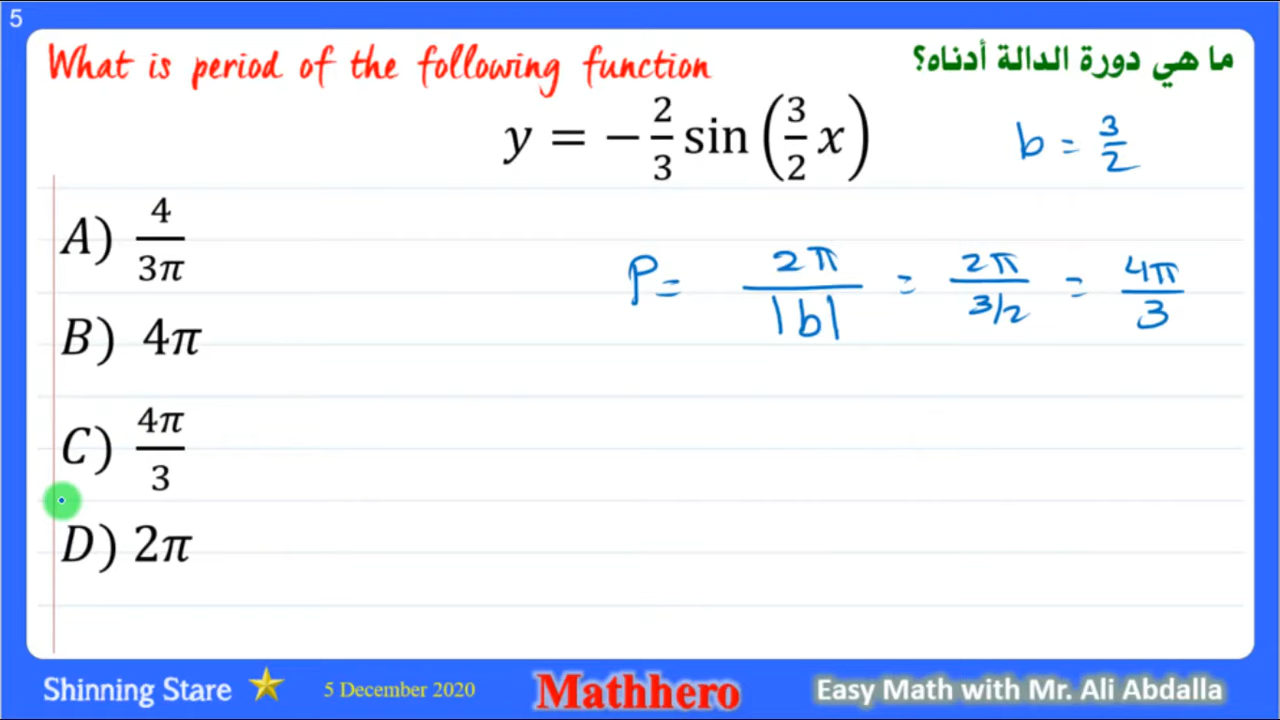 5
What is period of the following function
ما هي دورة الدالة أدناه؟
y = −2/3 sin(3/2 x)
b = 3/2
A) 4/3π
P = 2π/|b| = 2π/3/2 = 4π/3
B) 4π
C) 4π/3
D) 2π
Shinning Stare
5 December 2020
Mathhero
Easy Math with Mr. Ali Abdalla